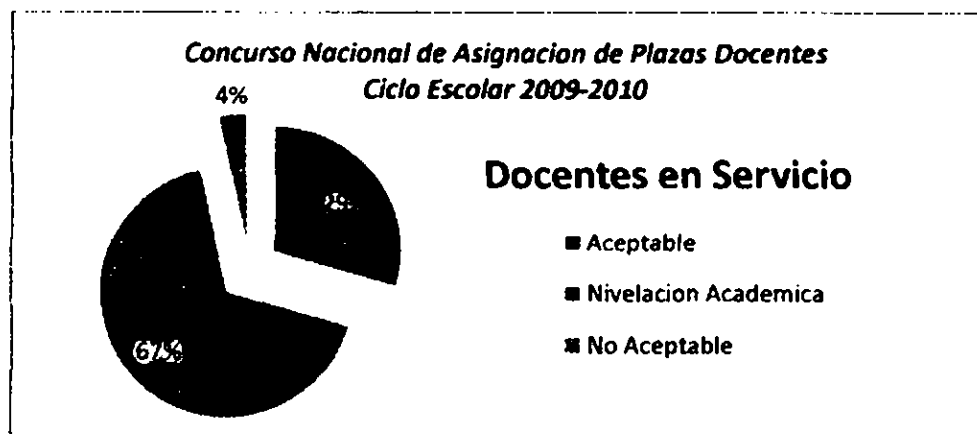 Concurso Nacional de Asignacion de Plazas Docentes
Ciclo Escolar 2009-2010
4%
67%
Docentes en Servicio
Aceptable
Nivelacion Academica
No Aceptable